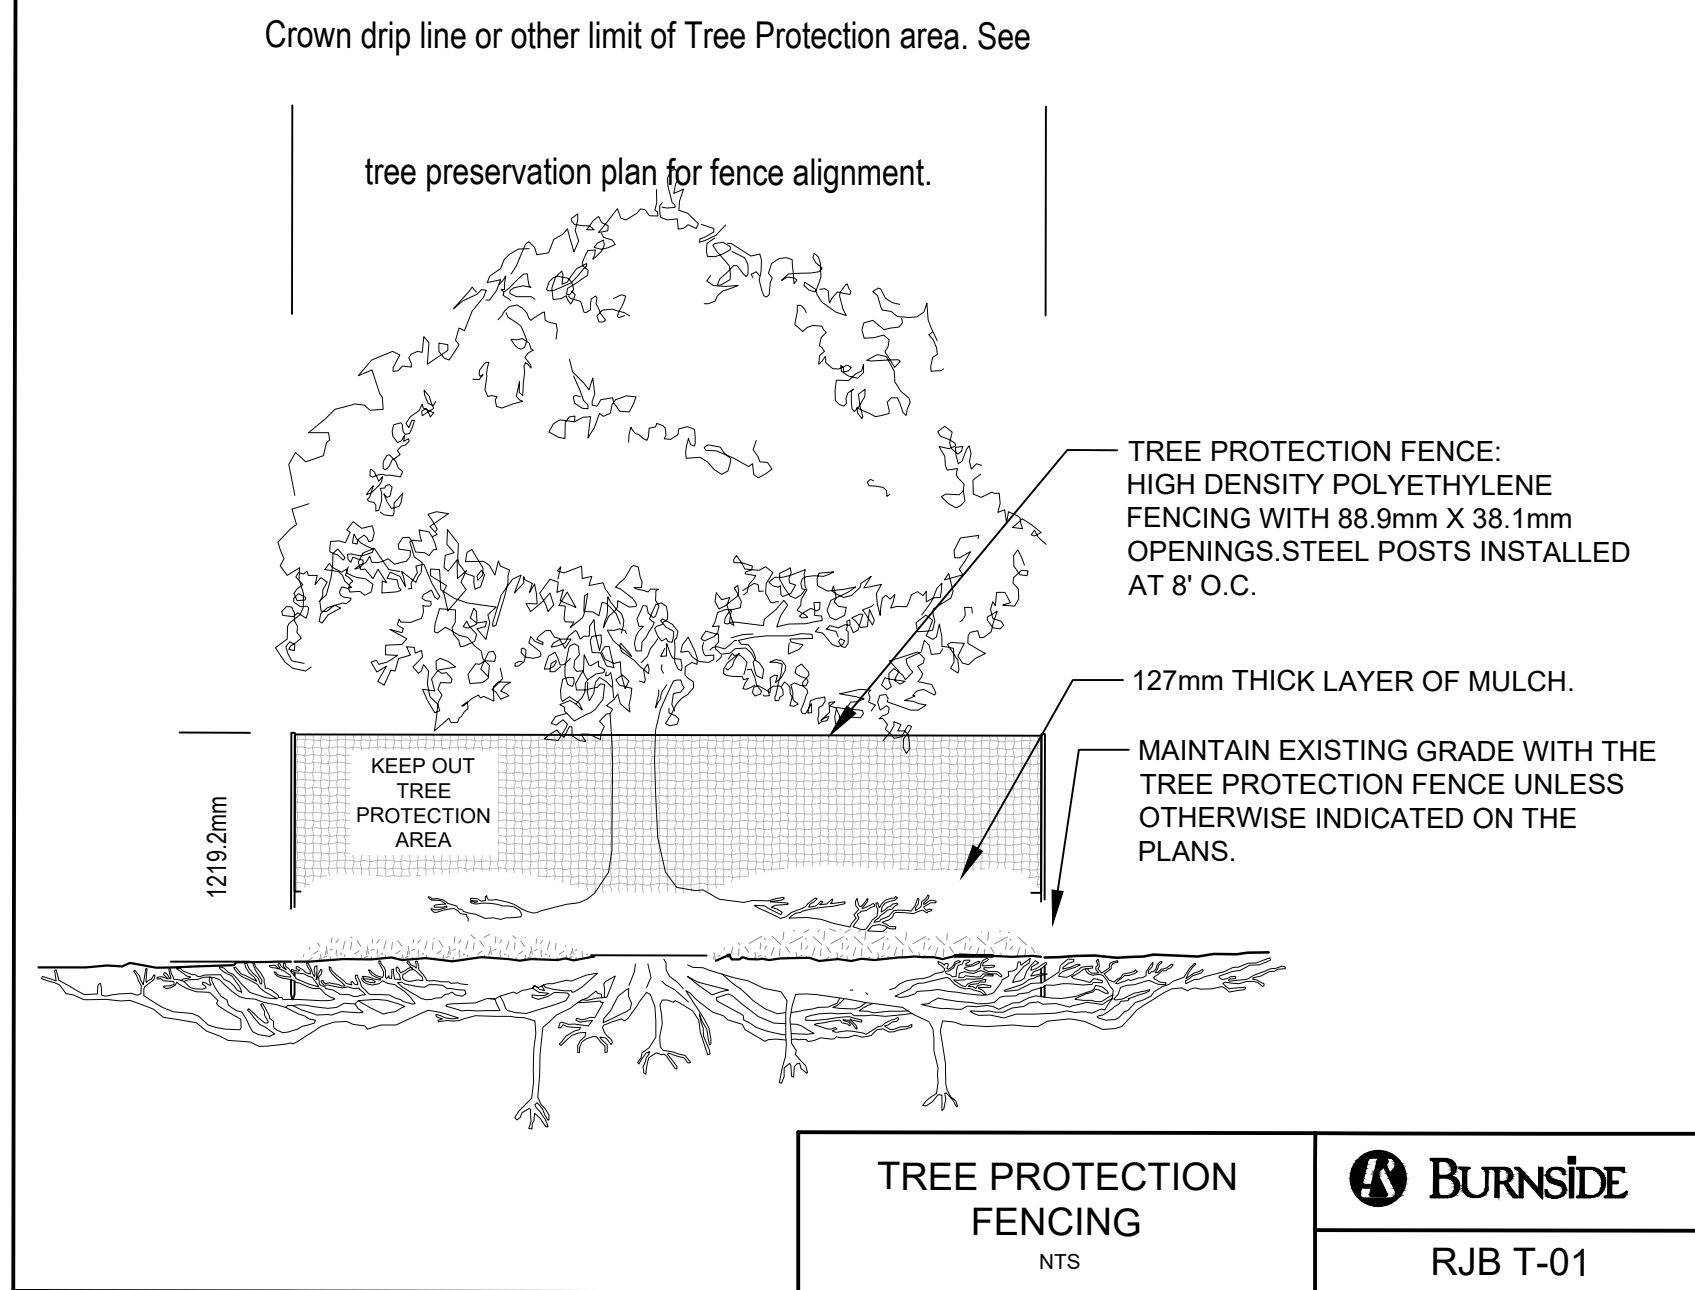 Crown drip line or other limit of Tree Protection area. See
tree preservation plan for fence alignment.
TREE PROTECTION FENCE:
HIGH DENSITY POLYETHYLENE
FENCING WITH 88.9mm X 38.1mm
OPENINGS.STEEL POSTS INSTALLED
AT 8' O.C.
127mm THICK LAYER OF MULCH.
MAINTAIN EXISTING GRADE WITH THE
TREE PROTECTION FENCE UNLESS
OTHERWISE INDICATED ON THE
PLANS.
KEEP OUT
TREE
PROTECTION
AREA
1219.2mm
TREE PROTECTION
FENCING
NTS
BURNSiDE
RJB T-01